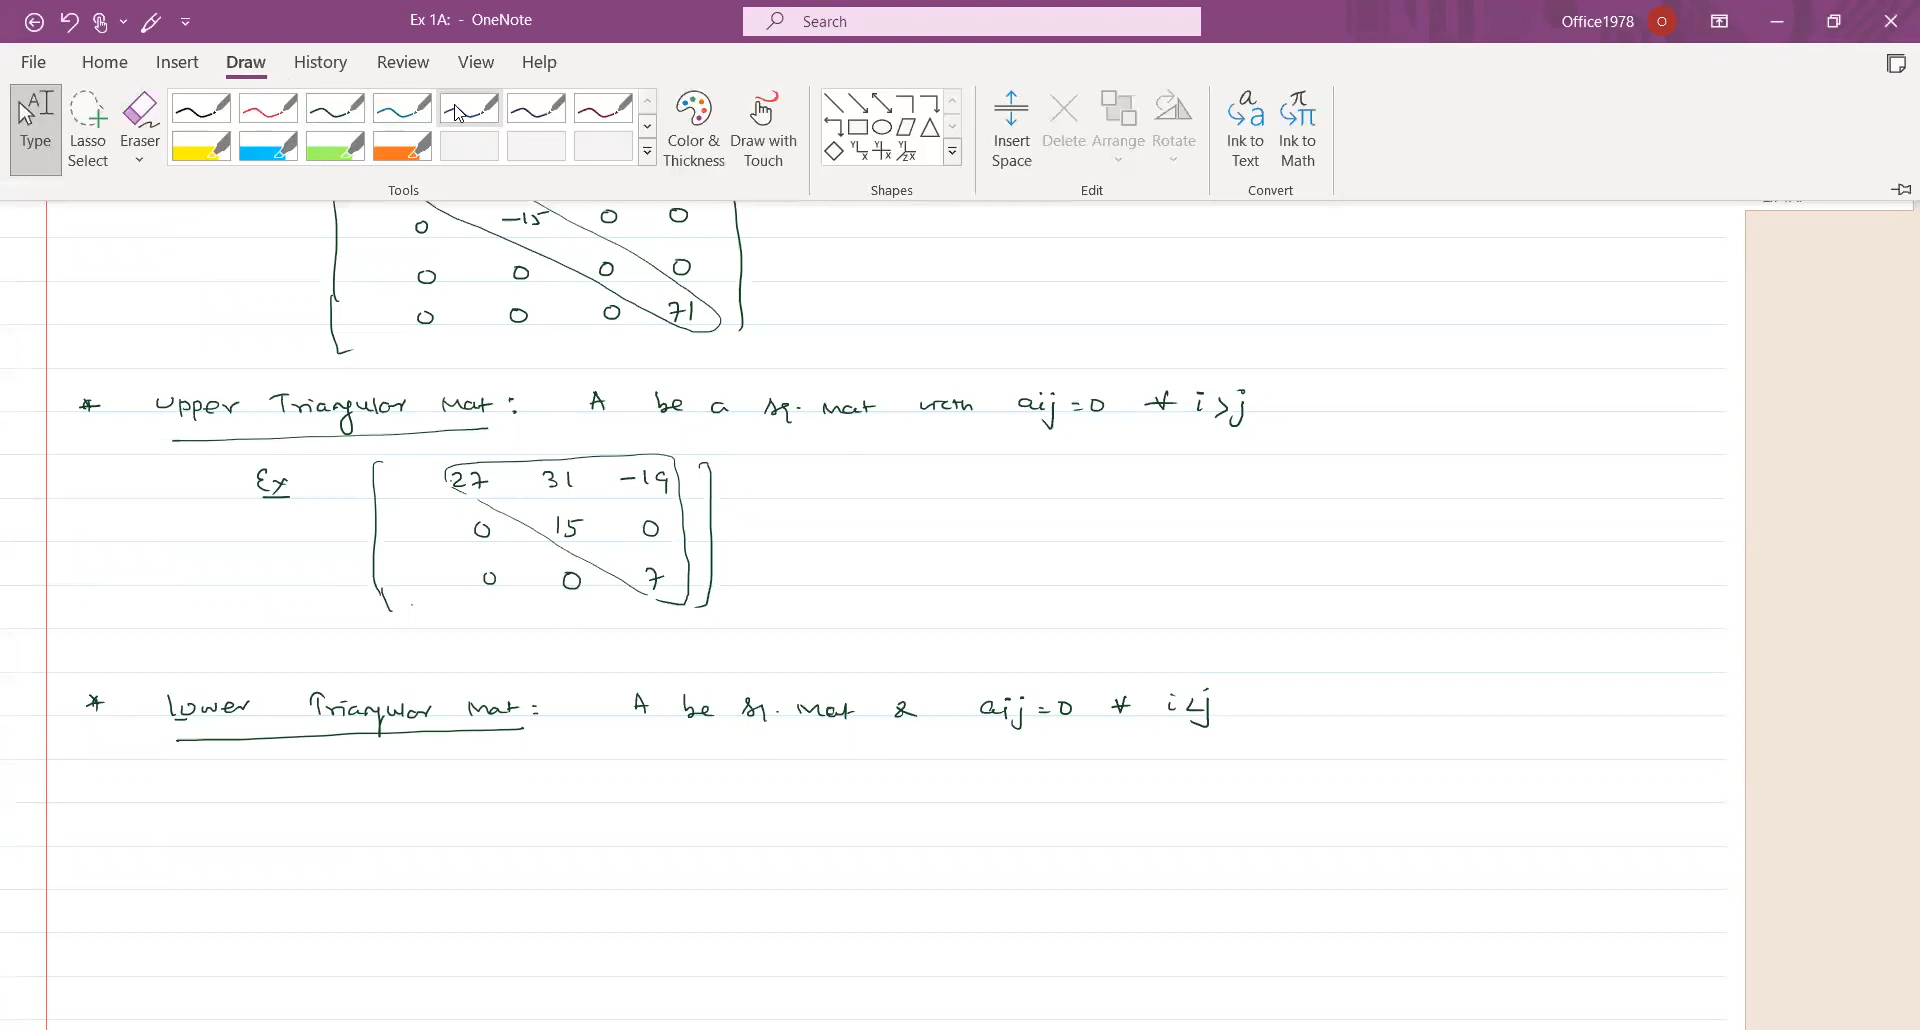 Ex 1A: - OneNote
Search
Office1978 O
File Home Insert Draw History Review View Help
Type
Lasso Select
Eraser
Color & Thickness
Draw with Touch
Insert Space
Delete
Arrange
Rotate
Ink to Text
Ink to Math
Tools
Shapes
Edit
Convert
0 -15 0 0
0 0 0 0
0 0 0 71
* Upper Triangular Mat: A be a sq. mat with aij = 0 ∀ i > j
Ex 27 31 -19
0 15 0
0 0 7
* Lower Triangular Mat: A be sq. mat & aij = 0 ∀ i < j